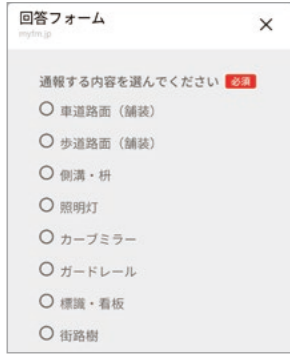 回答フォーム
myfm.jp
通報する内容を選んでください 必須
車道路面（舗装）
歩道路面（舗装）
側溝・枡
照明灯
カーブミラー
ガードレール
標識・看板
街路樹